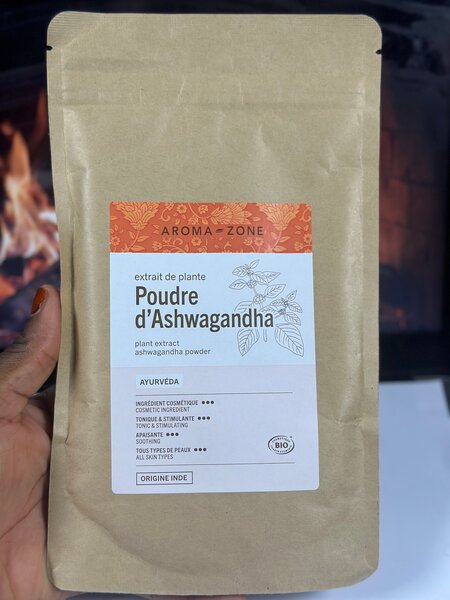 AROMA-ZONE
extrait de plante
Poudre
d'Ashwagandha
plant extract
ashwagandha powder
AYURVÉDA
INGRÉDIENT COSMÉTIQUE ●●●
COSMETIC INGREDIENT
TONIQUE & STIMULANTE ●●●
TONIC & STIMULATING
APAISANTE ●●●
SOOTHING
TOUS TYPES DE PEAUX ●●●
ALL SKIN TYPES
BIO
ORIGINE INDE